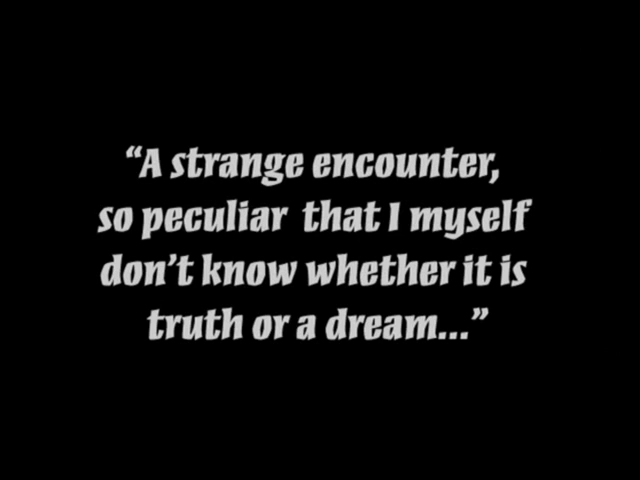 “A strange encounter,
so peculiar that I myself
don’t know whether it is
truth or a dream...”